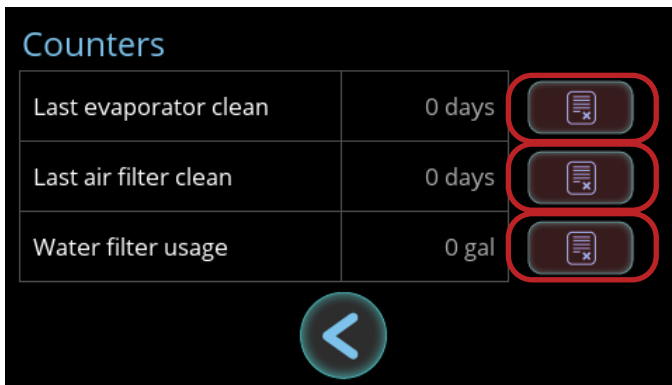 Counters
Last evaporator clean 0 days
Last air filter clean 0 days
Water filter usage 0 gal